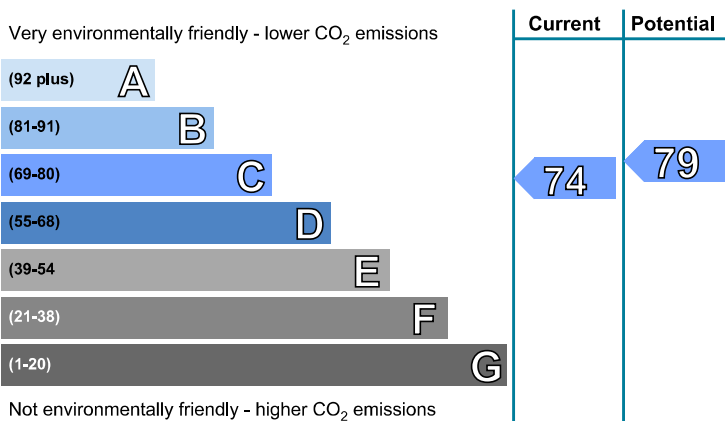 Very environmentally friendly - lower CO₂ emissions
Current Potential
(92 plus) A
(81-91) B
(69-80) C
74 79
(55-68) D
(39-54 E
(21-38) F
(1-20) G
Not environmentally friendly - higher CO₂ emissions